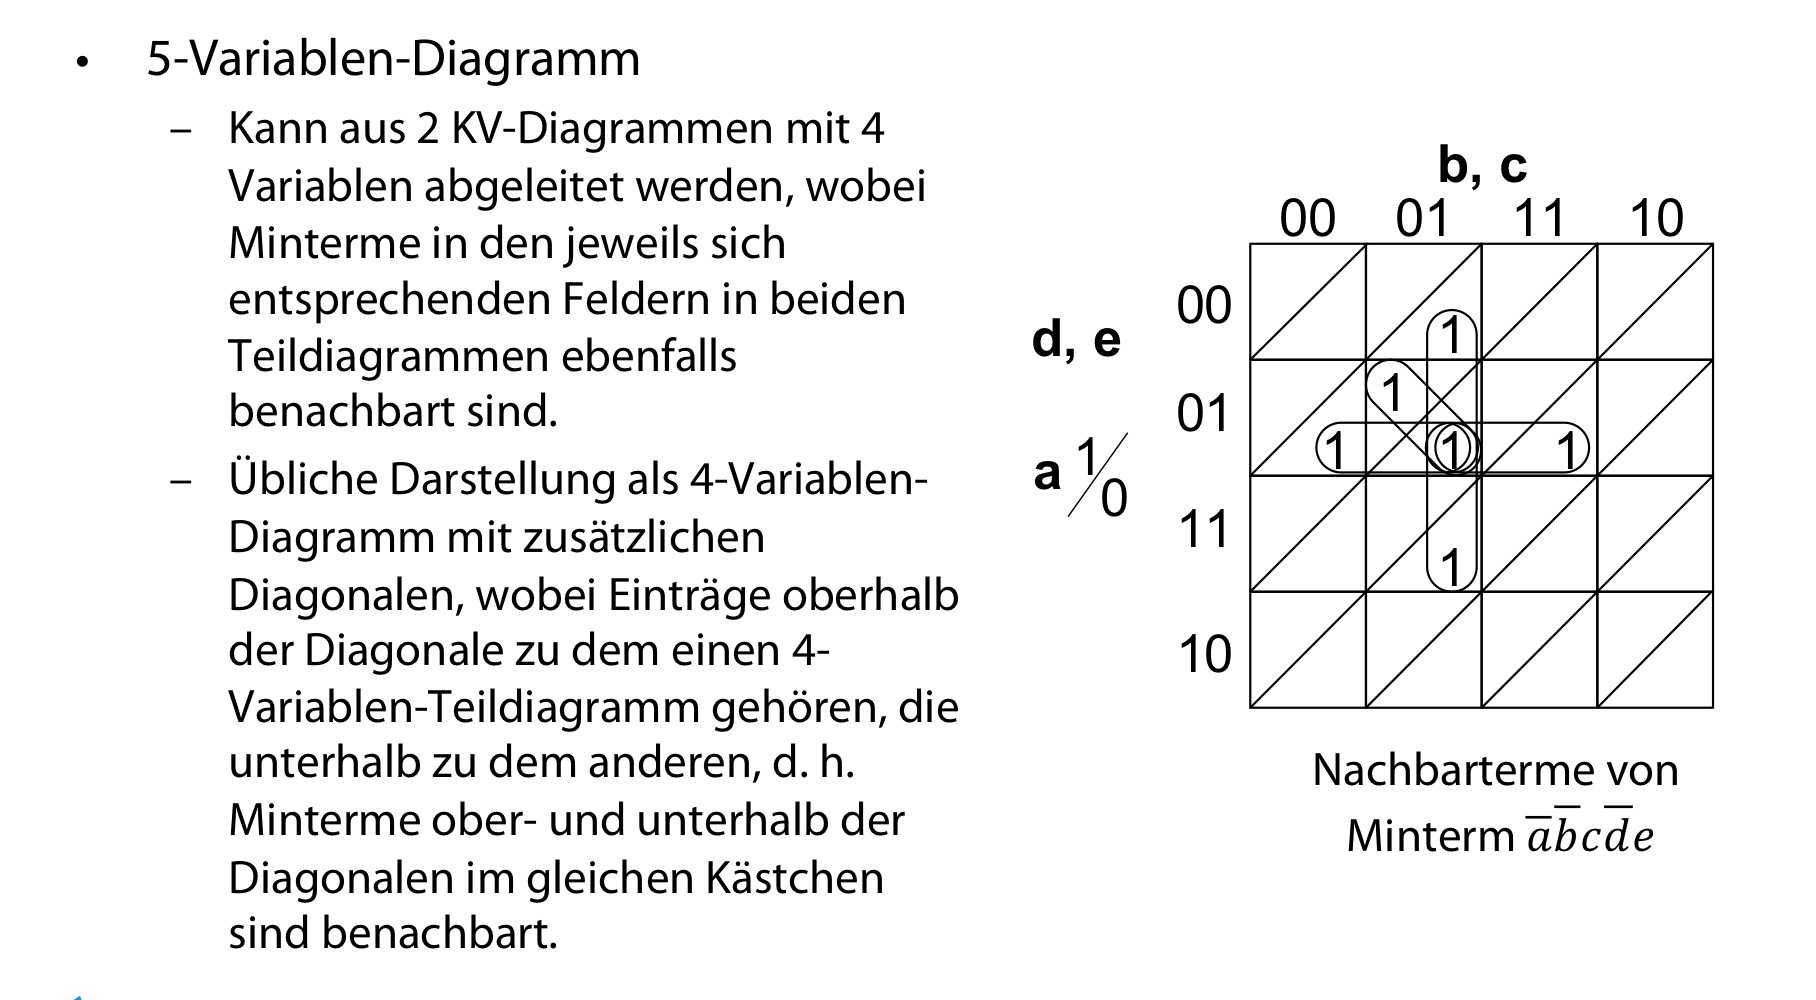 • 5-Variablen-Diagramm
– Kann aus 2 KV-Diagrammen mit 4
Variablen abgeleitet werden, wobei
Minterme in den jeweils sich
entsprechenden Feldern in beiden
Teildiagrammen ebenfalls
benachbart sind.
– Übliche Darstellung als 4-Variablen-
Diagramm mit zusätzlichen
Diagonalen, wobei Einträge oberhalb
der Diagonale zu dem einen 4-
Variablen-Teildiagramm gehören, die
unterhalb zu dem anderen, d. h.
Minterme ober- und unterhalb der
Diagonalen im gleichen Kästchen
sind benachbart.
b, c
00 01 11 10
d, e
a 1/0
00
1
01
1
1 1 1
11
1
10
Nachbarterme von
Minterm a̅b̅cd̅e